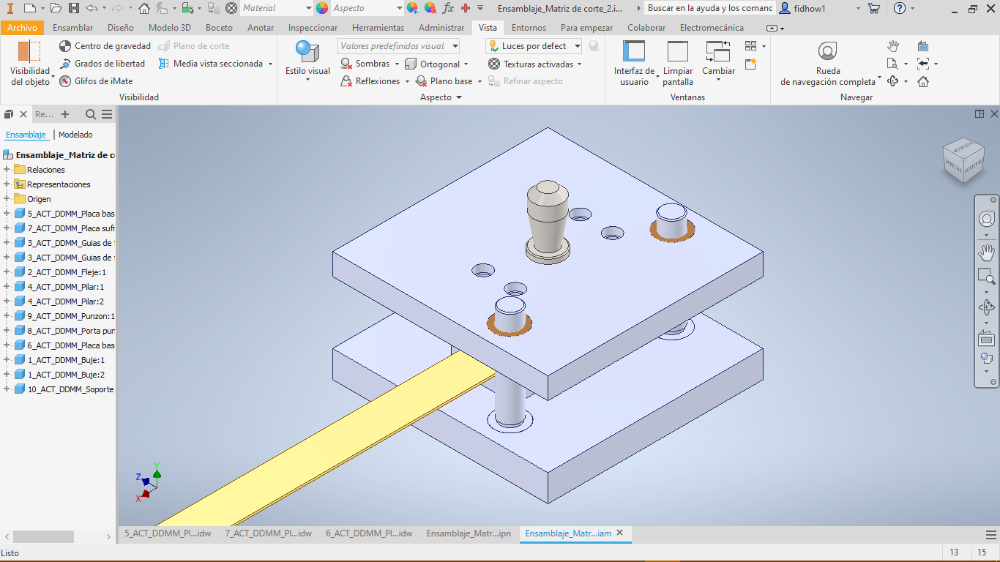 Material
Aspecto
Ensamblaje_Matriz de corte_2.i...
Buscar en la ayuda y los comanc
fidhow1
Archivo Ensamblar Diseño Modelo 3D Boceto Anotar Inspeccionar Herramientas Administrar Vista Entornos Para empezar Colaborar Electromecánica
Visibilidad
del objeto
Centro de gravedad
Grados de libertad
Glifos de iMate
Plano de corte
Media vista seccionada
Visibilidad
Estilo visual
Valores predefinidos visual
Sombras
Reflexiones
Ortogonal
Plano base
Luces por defect
Texturas activadas
Refinar aspecto
Aspecto
Interfaz de
usuario
Limpiar
pantalla
Cambiar
Ventanas
Rueda
de navegación completa
Navegar
Re...
Ensamblaje | Modelado
Ensamblaje_Matriz de co
Relaciones
Representaciones
Origen
5_ACT_DDMM_Placa bas
7_ACT_DDMM_Placa sufr
3_ACT_DDMM_Guias de
3_ACT_DDMM_Guias de
2_ACT_DDMM_Fleje:1
4_ACT_DDMM_Pilar:1
4_ACT_DDMM_Pilar:2
9_ACT_DDMM_Punzon:1
8_ACT_DDMM_Porta pun
6_ACT_DDMM_Placa bas
1_ACT_DDMM_Buje:1
1_ACT_DDMM_Buje:2
10_ACT_DDMM_Soporte
DERECHA
POSTERIOR
Y
Z
X
5_ACT_DDMM_Pl...idw 7_ACT_DDMM_Pl...idw 6_ACT_DDMM_Pl...idw Ensamblaje_Matr...ipn Ensamblaje_Matr...iam
Listo
13 15